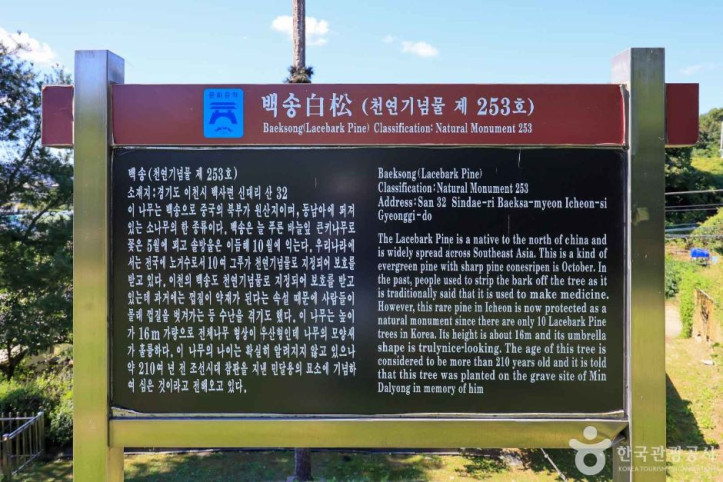 백송白松 (천연기념물 제 253호)
Baeksong(Lacebark Pine) Classification: Natural Monument 253
백송(천연기념물 제 253호)
소재지:경기도 이천시 백사면 신대리 산 32
이 나무는 백송으로 중국의 북부가 원산지이며, 동남아에 퍼져
있는 소나무의 한 종류이다. 백송은 늘 푸른 바늘잎 큰키나무로
꽃은 5월에 피고 솔방울은 이듬해 10월에 익는다. 우리나라에
서는 전국에 노거수로서 10여 그루가 천연기념물로 지정되어 보호를
받고 있다. 이천의 백송도 천연기념물로 지정되어 보호를 받고
있는데 과거에는 껍질이 약재가 된다는 속설 때문에 사람들이
몰래 껍질을 벗겨가는 등 수난을 겪기도 했다. 이 나무는 높이
가 16m 가량으로 전체나무 형상이 우산형인데 나무의 모양새
가 훌륭하다. 이 나무의 나이는 확실히 알려지지 않고 있으나
약 210여 년 전 조선시대 참판을 지낸 민달용의 묘소에 기념하
여 심은 것이라고 전해오고 있다.
Baeksong(Lacebark Pine)
Classification: Natural Monument 253
Address: San 32 Sindae-ri Baeksa-myeon Icheon-si
Gyeonggi-do
The Lacebark Pine is a native to the north of china and
is widely spread across Southeast Asia. This is a kind of
evergreen pine with sharp pine conesripen is October. In
the past, people used to strip the bark off the tree as it
is traditionally said that it is used to make medicine.
However, this rare pine in Icheon is now protected as a
natural monument since there are only 10 Lacebark Pine
trees in Korea. Its height is about 16m and its umbrella
shape is trulynice-looking. The age of this tree is
considered to be more than 210 years old and it is told
that this tree was planted on the grave site of Min
Dalyong in memory of him
한국관광공사